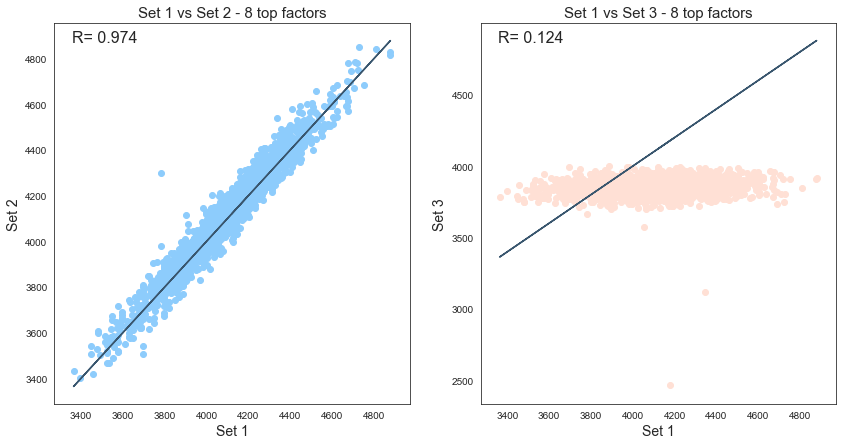 Set 1 vs Set 2 - 8 top factors
R= 0.974
4800
4600
4400
4200
4000
3800
3600
3400
Set 2
3400 3600 3800 4000 4200 4400 4600 4800
Set 1
Set 1 vs Set 3 - 8 top factors
R= 0.124
4500
4000
3500
3000
2500
Set 3
3400 3600 3800 4000 4200 4400 4600 4800
Set 1